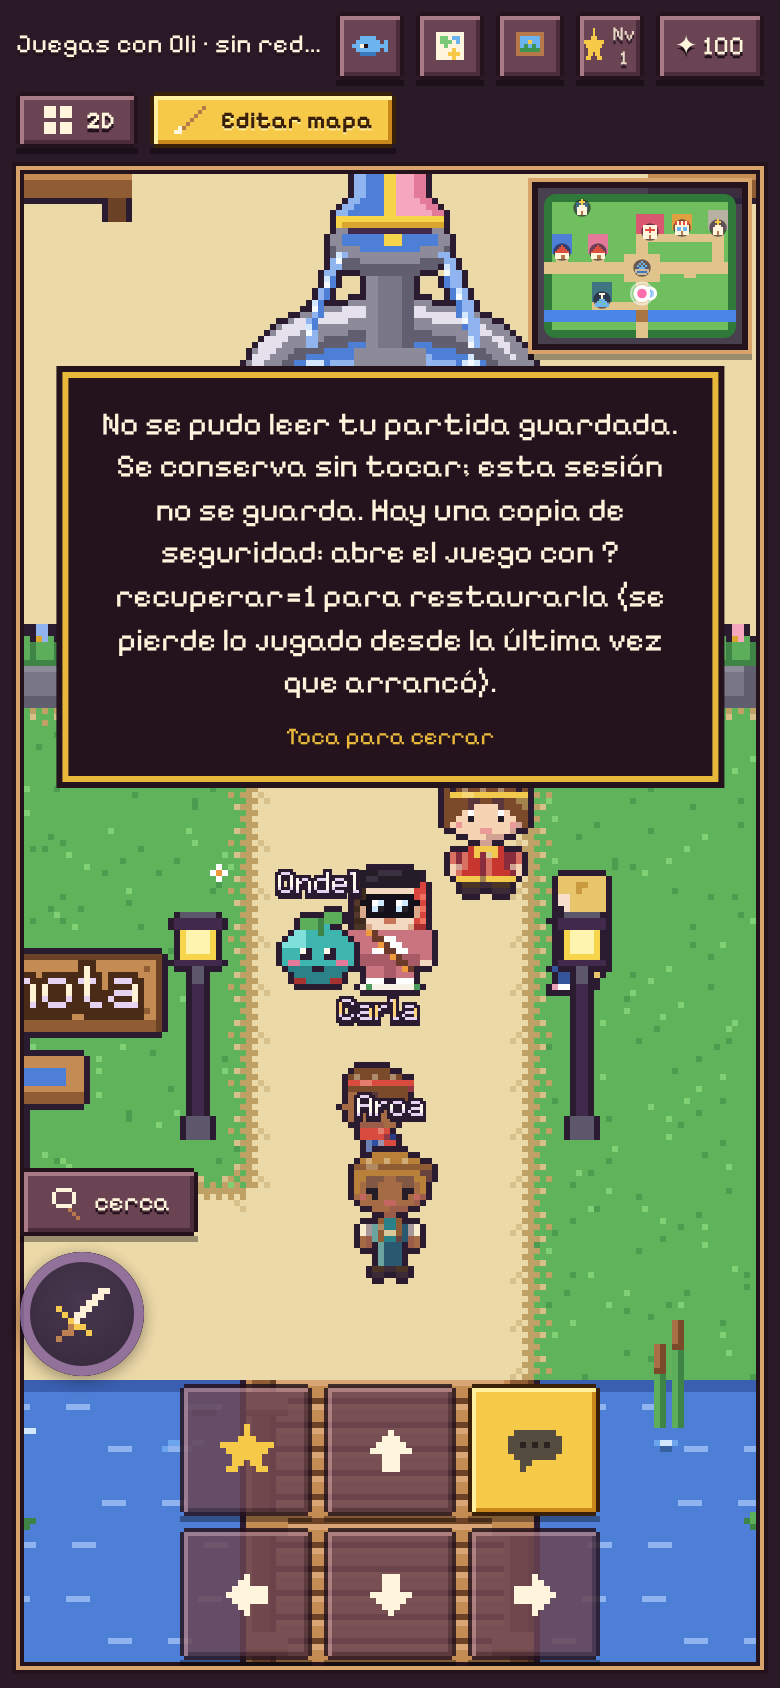 Juegas con Oli · sin red...
Nv
1
100
2D
Editar mapa
No se pudo leer tu partida guardada.
Se conserva sin tocar; esta sesión
no se guarda. Hay una copia de
seguridad: abre el juego con ?
recuperar=1 para restaurarla (se
pierde lo jugado desde la última vez
que arrancó).
Toca para cerrar
Ondel
nota
Carla
Aroa
cerca